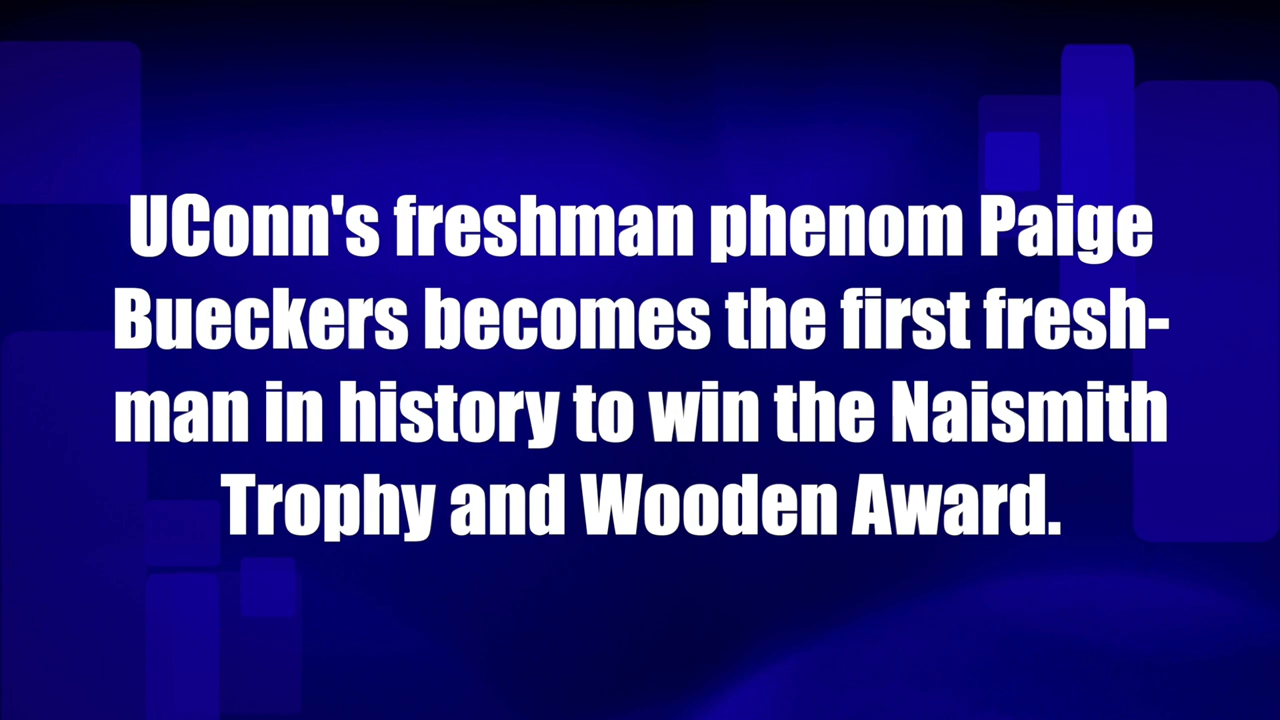 UConn's freshman phenom Paige
Bueckers becomes the first fresh-
man in history to win the Naismith
Trophy and Wooden Award.